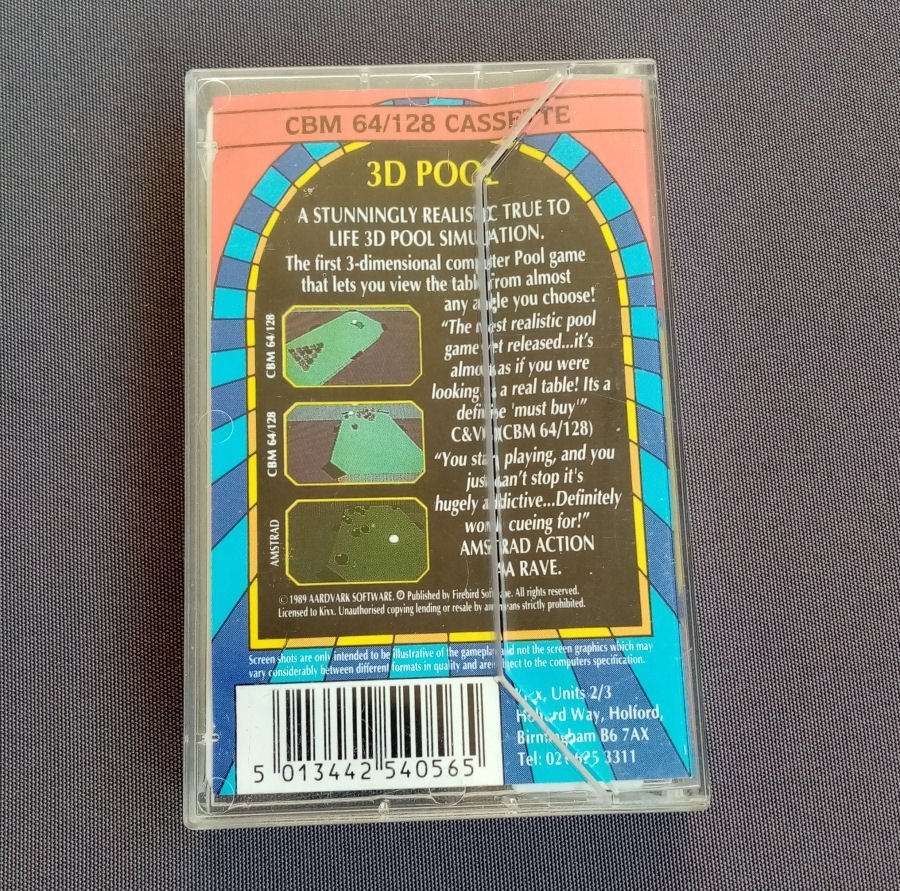 CBM 64/128 CASSETTE
3D POOL
A STUNNINGLY REALISTIC TRUE TO
LIFE 3D POOL SIMULATION.
The first 3-dimensional computer Pool game
that lets you view the table from almost
any angle you choose!
CBM 64/128
"The most realistic pool
game yet released...it's
almost as if you were
looking a real table! Its a
'must buy'"
C&VG (CBM 64/128)
CBM 64/128
"You start playing, and you
just can't stop it's
hugely addictive...Definitely
worth cueing for!"
AMSTRAD ACTION
AA RAVE.
AMSTRAD
© 1989 AARDVARK SOFTWARE. ℗ Published by Firebird Software. All rights reserved.
Licensed to Kixx. Unauthorised copying lending or resale by any means strictly prohibited.
Screen shots are only intended to be illustrative of the gameplay and not the screen graphics which may
vary considerably between different formats in quality and are subject to the computers specification.
Kixx, Units 2/3
Holford Way, Holford,
Birmingham B6 7AX
Tel: 021 625 3311
5 013442 540565